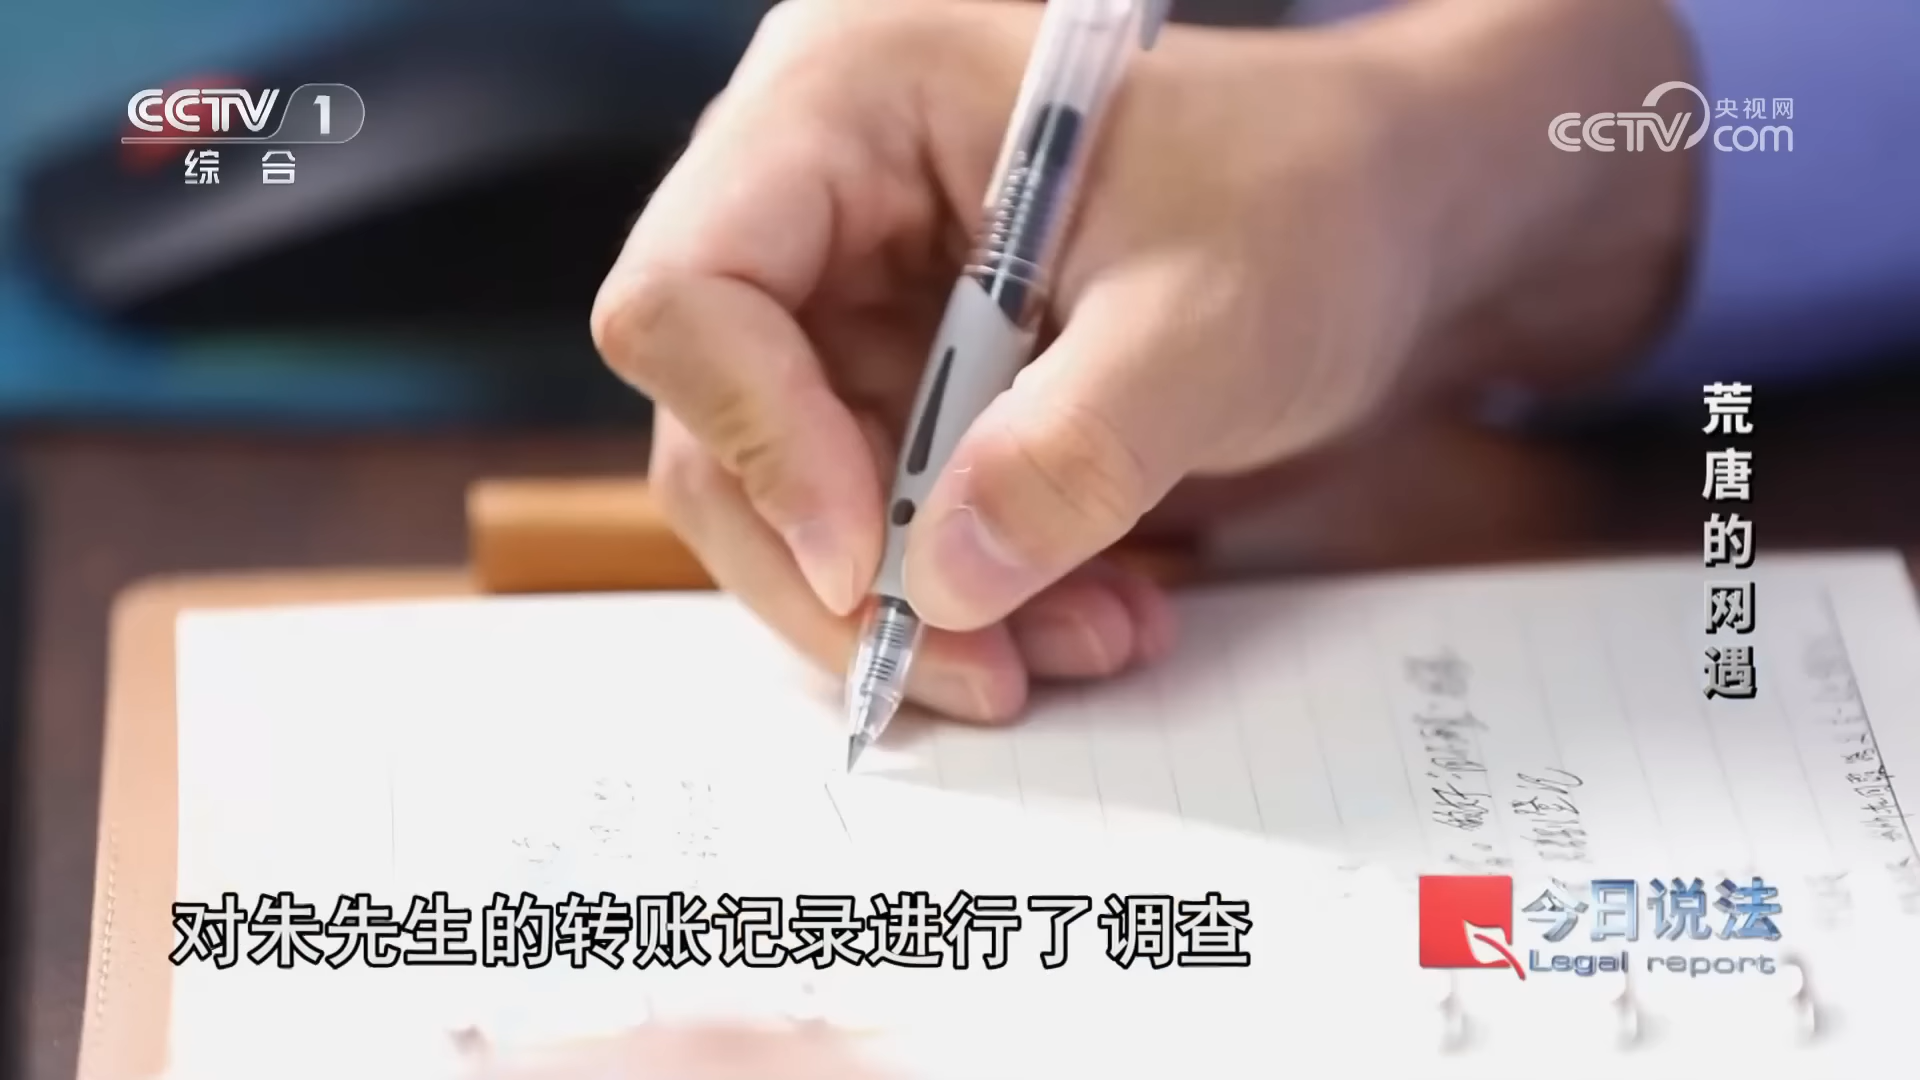 CCTV 1
综合
央视网
CCTV com
荒唐的网遇
对朱先生的转账记录进行了调查
今日说法
Legal report